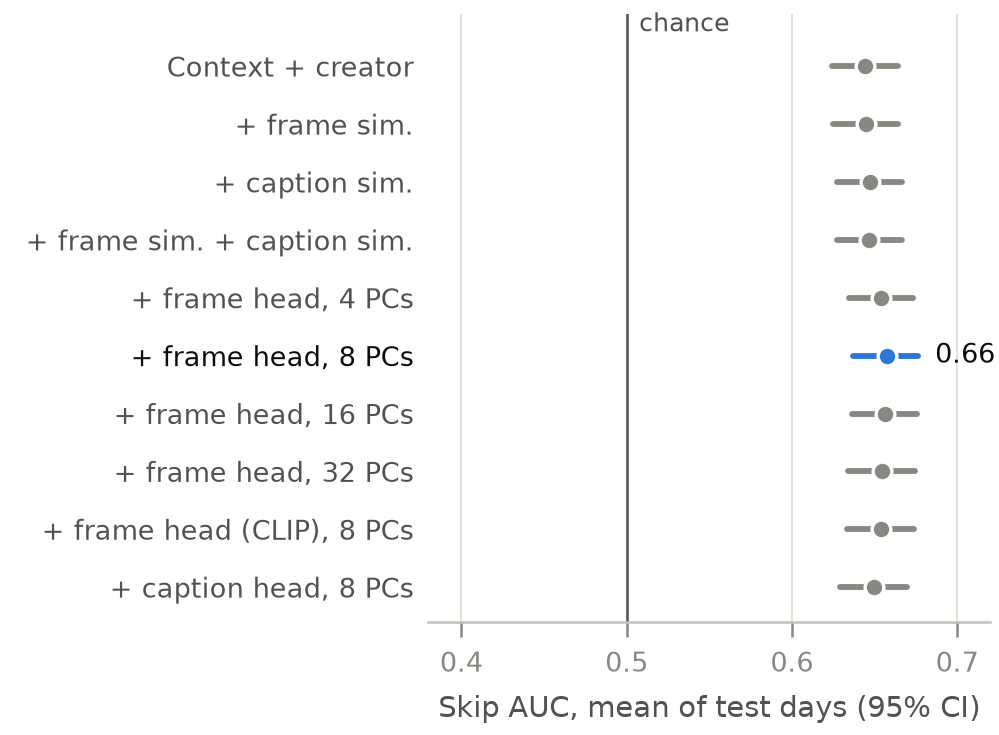 chance
Context + creator
+ frame sim.
+ caption sim.
+ frame sim. + caption sim.
+ frame head, 4 PCs
+ frame head, 8 PCs 0.66
+ frame head, 16 PCs
+ frame head, 32 PCs
+ frame head (CLIP), 8 PCs
+ caption head, 8 PCs
0.4 0.5 0.6 0.7
Skip AUC, mean of test days (95% CI)